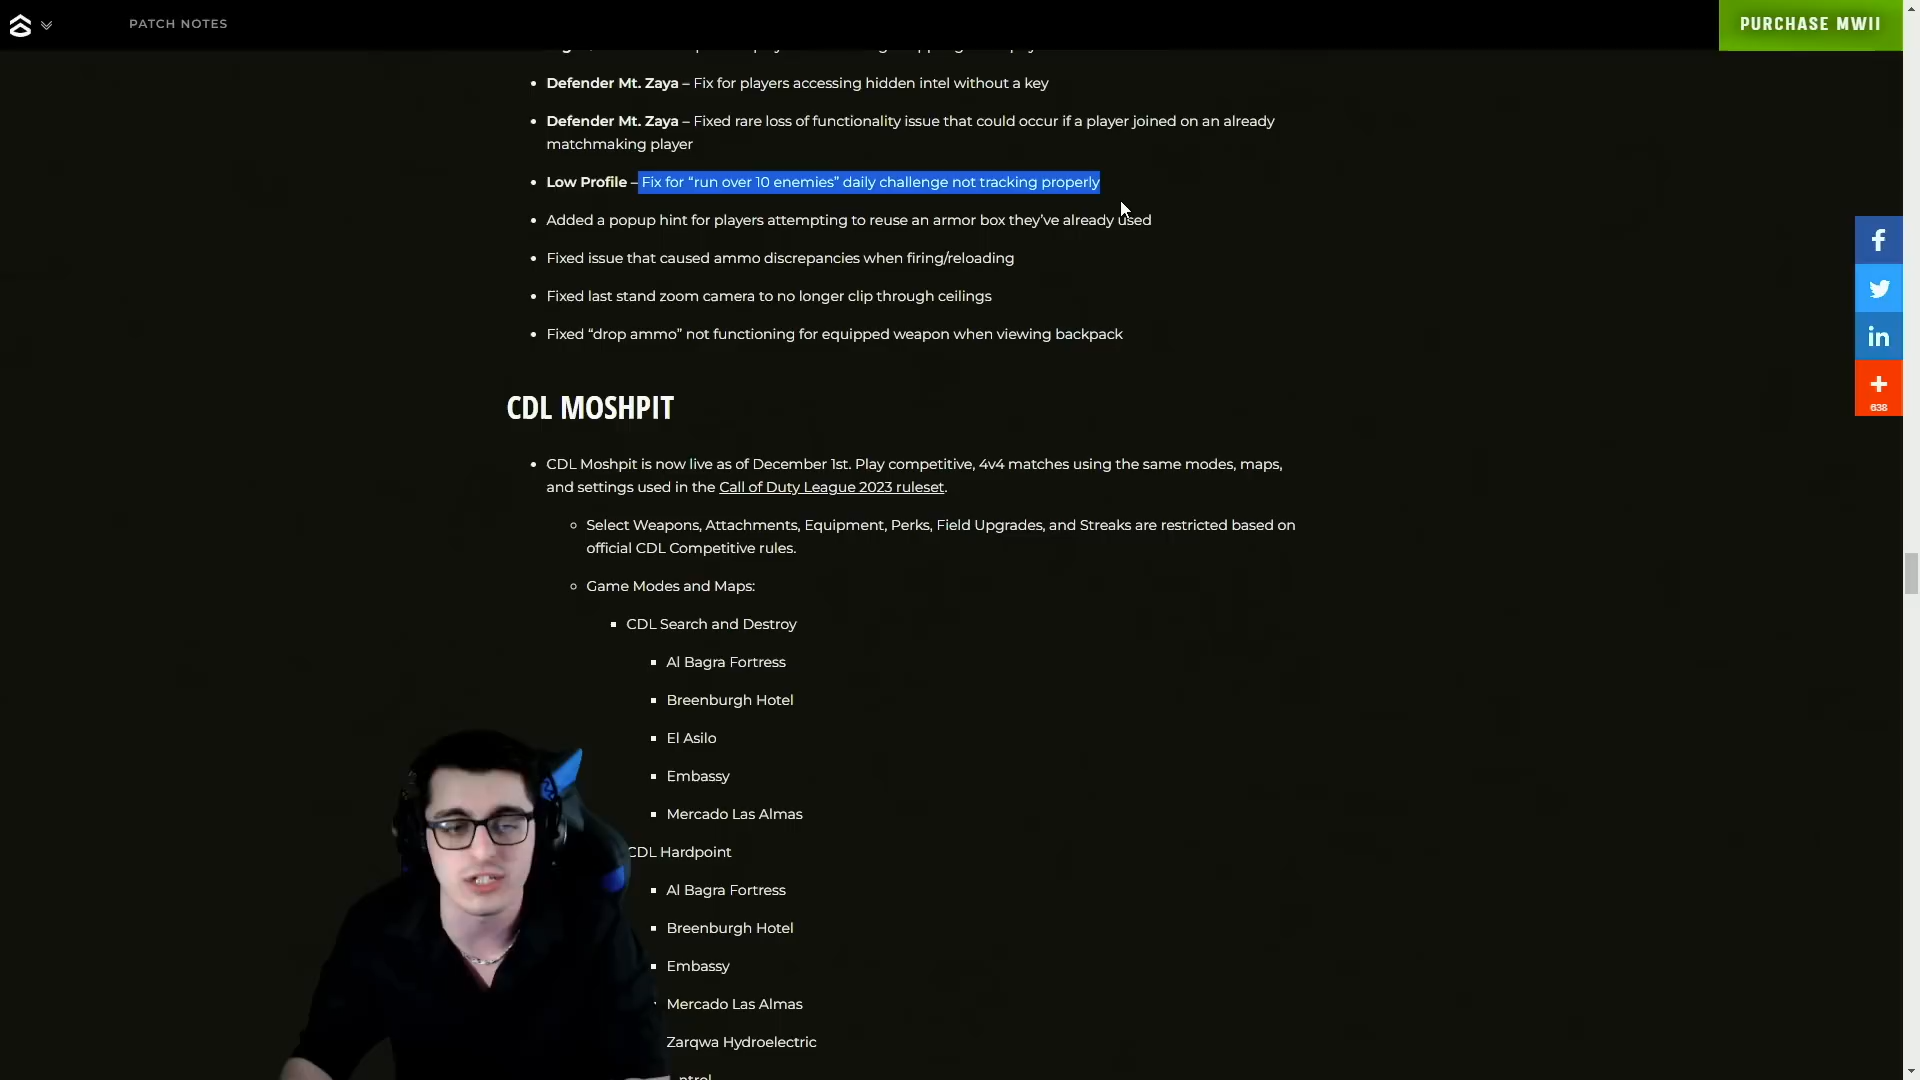 PATCH NOTES
PURCHASE MWII
• Defender Mt. Zaya – Fix for players accessing hidden intel without a key
• Defender Mt. Zaya – Fixed rare loss of functionality issue that could occur if a player joined on an already
matchmaking player
• Low Profile – Fix for “run over 10 enemies” daily challenge not tracking properly
• Added a popup hint for players attempting to reuse an armor box they’ve already used
• Fixed issue that caused ammo discrepancies when firing/reloading
• Fixed last stand zoom camera to no longer clip through ceilings
• Fixed “drop ammo” not functioning for equipped weapon when viewing backpack
638
CDL MOSHPIT
• CDL Moshpit is now live as of December 1st. Play competitive, 4v4 matches using the same modes, maps,
and settings used in the Call of Duty League 2023 ruleset.
Select Weapons, Attachments, Equipment, Perks, Field Upgrades, and Streaks are restricted based on
official CDL Competitive rules.
Game Modes and Maps:
CDL Search and Destroy
Al Bagra Fortress
Breenburgh Hotel
El Asilo
Embassy
Mercado Las Almas
CDL Hardpoint
Al Bagra Fortress
Breenburgh Hotel
Embassy
Mercado Las Almas
Zarqwa Hydroelectric